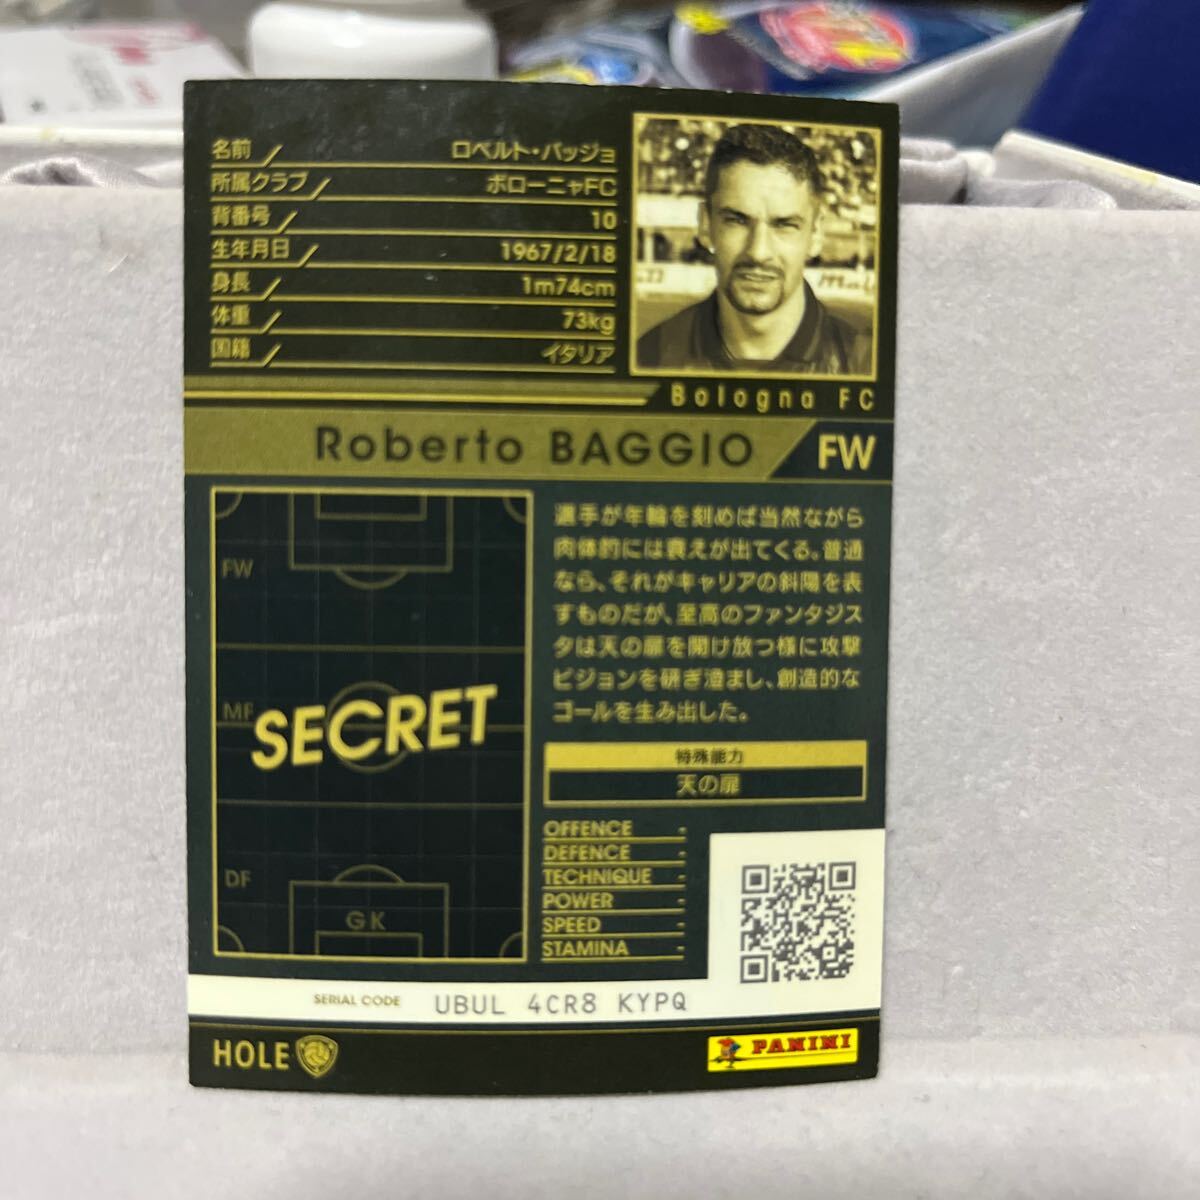 名前 ロベルト・バッジョ
所属クラブ ボローニャFC
背番号 10
生年月日 1967/2/18
身長 1m74cm
体重 73kg
国籍 イタリア
Bologna FC
Roberto BAGGIO FW
FW
MF
SECRET
DF
GK
選手が年輪を刻めば当然ながら
肉体的には衰えが出てくる。普通
なら、それがキャリアの斜陽を表
すものだが、至高のファンタジス
タは天の扉を開け放つ様に攻撃
ビジョンを研ぎ澄まし、創造的な
ゴールを生み出した。
特殊能力
天の扉
OFFENCE -
DEFENCE -
TECHNIQUE -
POWER -
SPEED -
STAMINA -
SERIAL CODE UBUL 4CR8 KYPQ
HOLE
PANINI